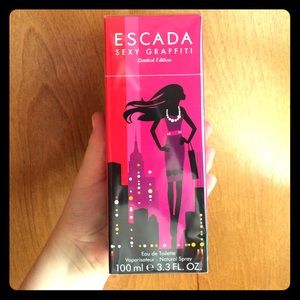 ESCADA
SEXY GRAFFITI
Limited Edition
Eau de Toilette
Vaporisateur - Natural Spray
100 ml ℮ 3.3 FL. OZ.